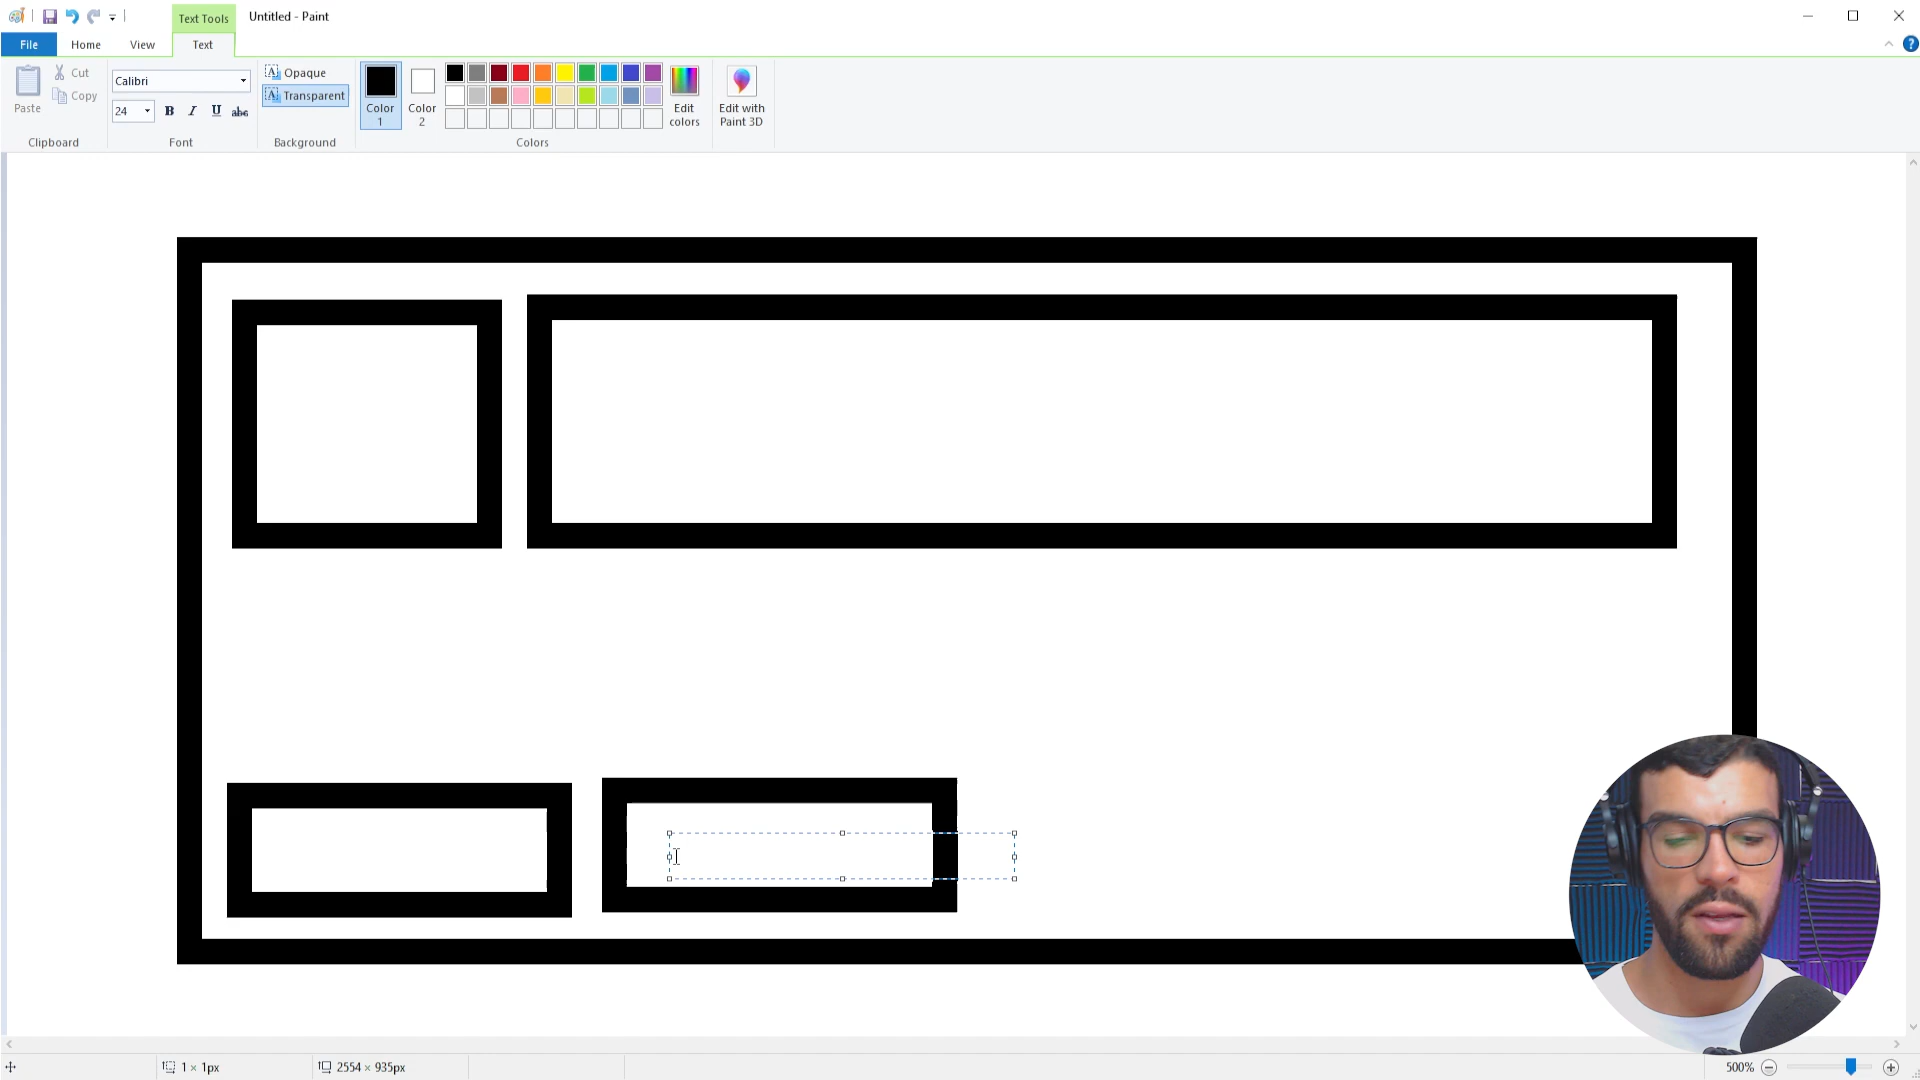 Text Tools
Untitled - Paint
File
Home
View
Text
Paste
Cut
Copy
Clipboard
Calibri
24
B
I
U
abc
Font
Opaque
Transparent
Background
Color
1
Color
2
Edit
colors
Colors
Edit with
Paint 3D
1 × 1px
2554 × 935px
500%